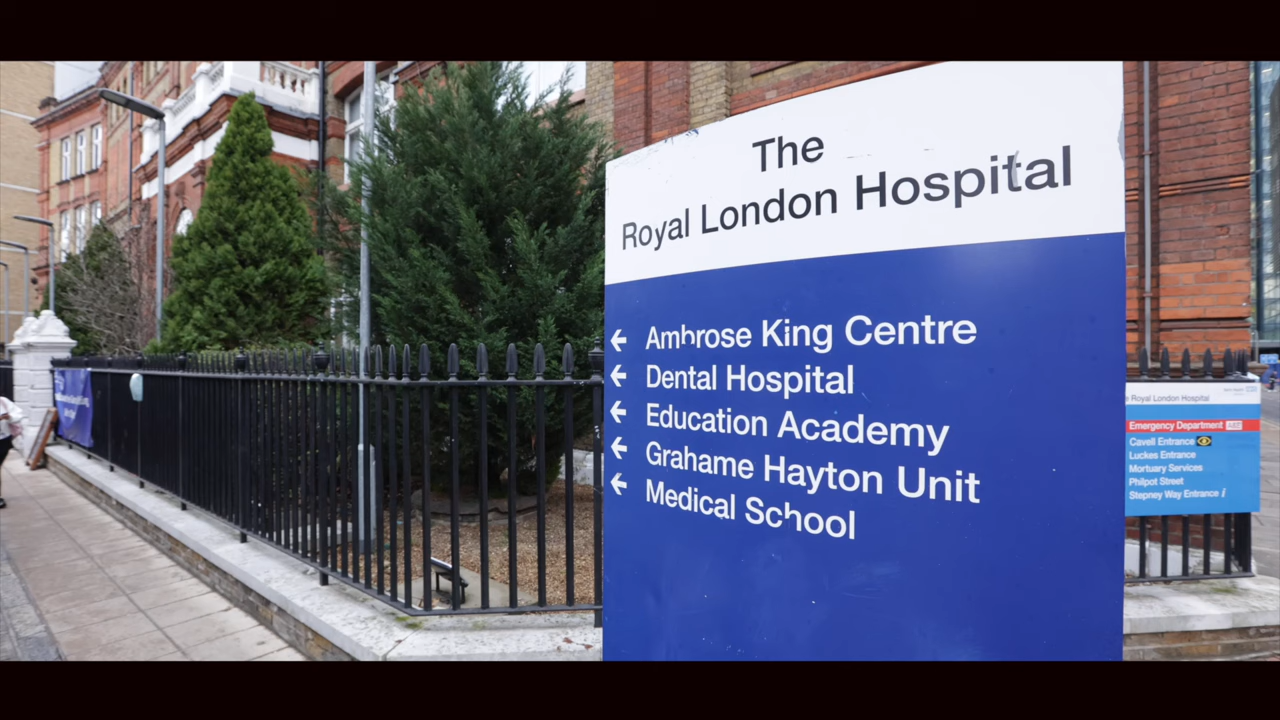 The
Royal London Hospital
Ambrose King Centre
Dental Hospital
Education Academy
Grahame Hayton Unit
Medical School
Royal London Hospital
Emergency Department A&E
Cavell Entrance
Luckes Entrance
Mortuary Services
Philpot Street
Stepney Way Entrance